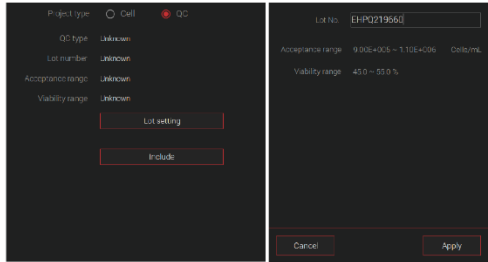 Project type Cell QC
QC type Unknown
Lot number Unknown
Acceptance range Unknown
Viability range Unknown
Lot setting
Include
Lot No. EHPQ219660
Acceptance range 9.00E+005 ~ 1.10E+006 Cells/mL
Viability range 45.0 ~ 55.0 %
Cancel Apply